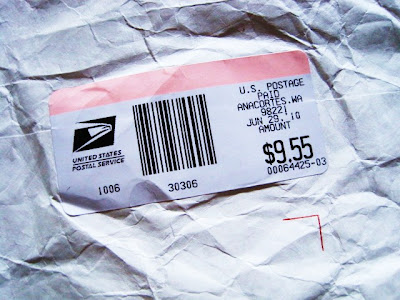 U.S. POSTAGE
PAID
ANACORTES,WA
98221
JUN 29,'10
AMOUNT
$9.55
00064425-03
UNITED STATES
POSTAL SERVICE
1006
30306